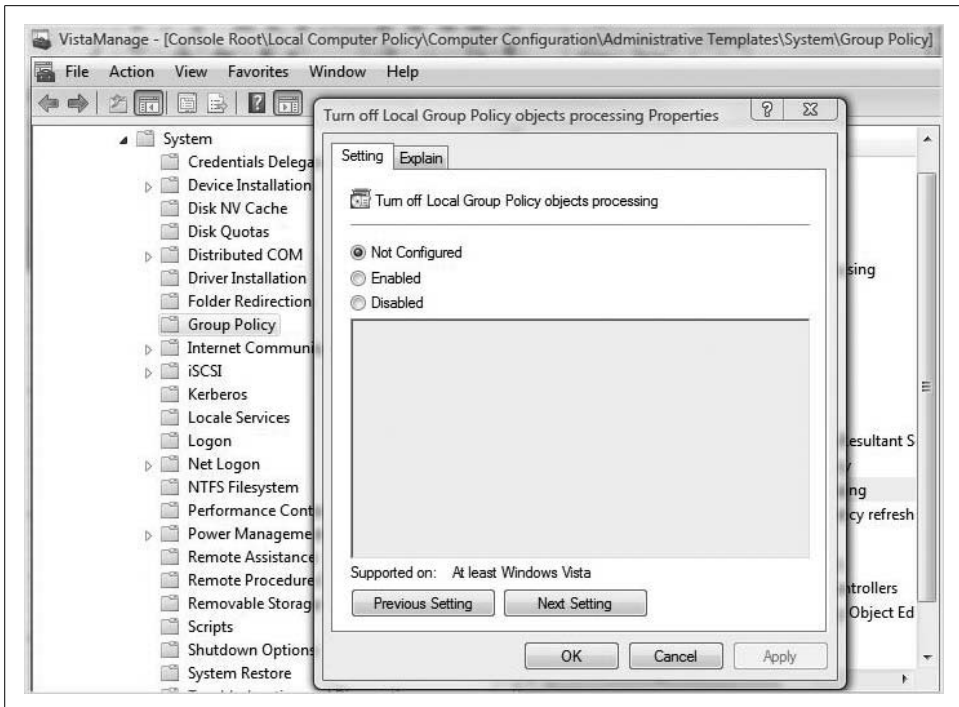 VistaManage - [Console Root\Local Computer Policy\Computer Configuration\Administrative Templates\System\Group Policy]
File Action View Favorites Window Help
Turn off Local Group Policy objects processing Properties
System
Credentials Delega
Device Installation
Disk NV Cache
Disk Quotas
Distributed COM
Driver Installation
Folder Redirection
Group Policy
Internet Communi
iSCSI
Kerberos
Locale Services
Logon
Net Logon
NTFS Filesystem
Performance Cont
Power Manageme
Remote Assistance
Remote Procedure
Removable Storag
Scripts
Shutdown Options
System Restore
Setting Explain
Turn off Local Group Policy objects processing
Not Configured
Enabled
Disabled
Supported on: At least Windows Vista
Previous Setting Next Setting
OK Cancel Apply
sing
esultant S
y
ng
cy refresh
ntrollers
Object Ed